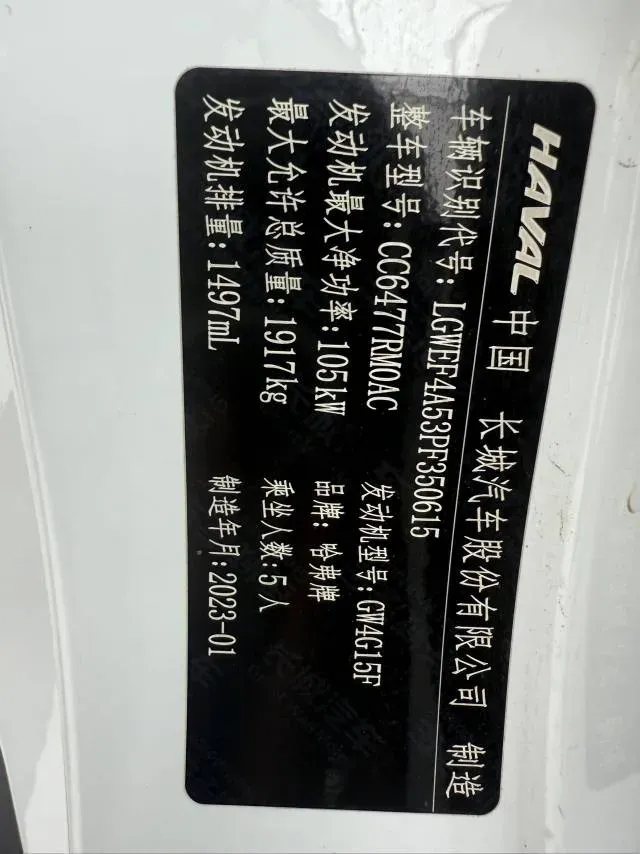 HAVAL 中国 长城汽车股份有限公司 制造
车辆识别代号: LGWEF4A53PF350615
整车型号: CC6477RM0AC 发动机型号: GW4G15F
发动机最大净功率: 105kW 品牌: 哈弗牌
最大允许总质量: 1917kg 乘坐人数: 5人
发动机排量: 1497mL 制造年月: 2023-01